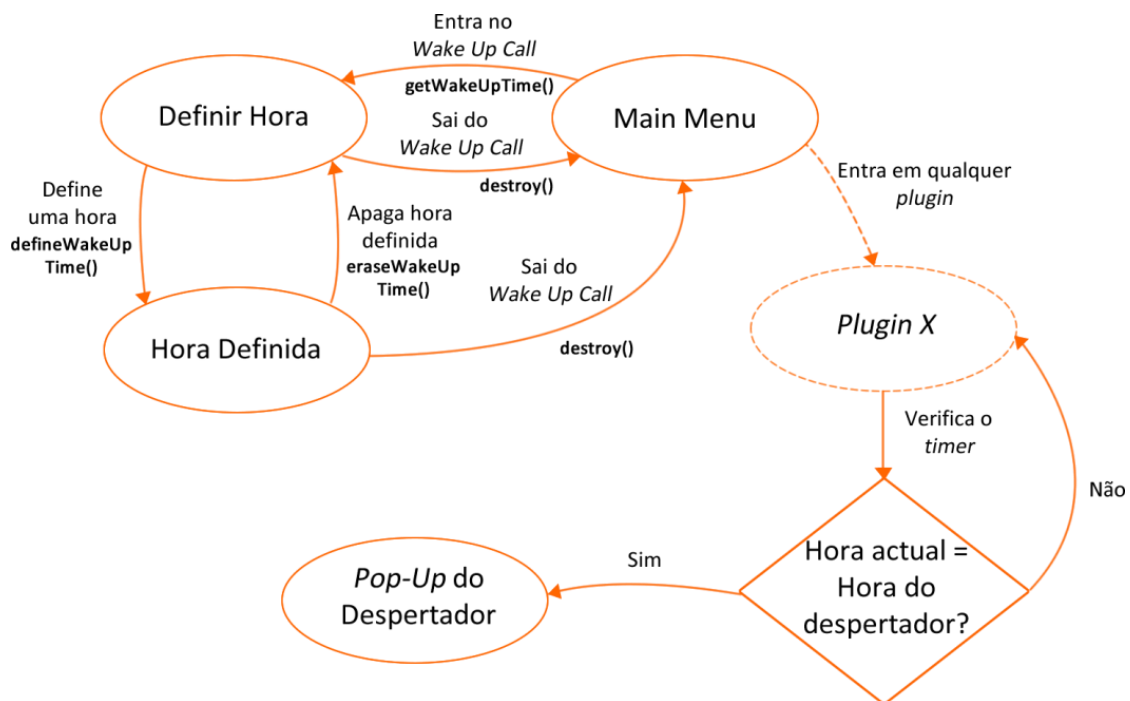 Entra no
Wake Up Call
getWakeUpTime()
Definir Hora
Main Menu
Sai do
Wake Up Call
destroy()
Entra em qualquer
plugin
Define
uma hora
defineWakeUp
Time()
Apaga hora
definida
eraseWakeUp
Time()
Sai do
Wake Up Call
destroy()
Hora Definida
Plugin X
Verifica o
timer
Não
Hora actual =
Hora do
despertador?
Sim
Pop-Up do
Despertador